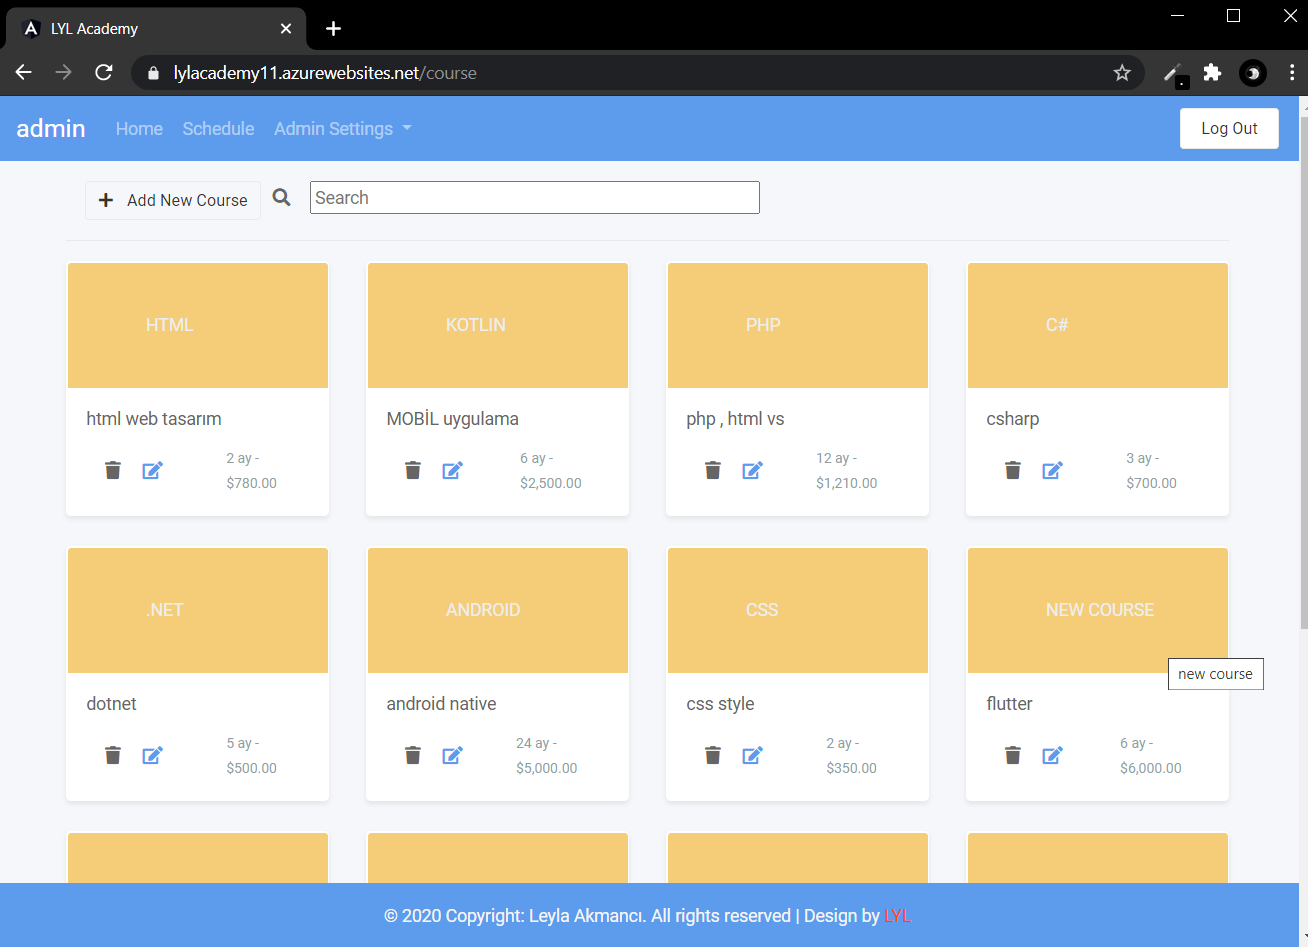 LYL Academy
lylacademy11.azurewebsites.net/course
admin Home Schedule Admin Settings Log Out
Add New Course Search
HTML KOTLIN PHP C#
html web tasarım MOBİL uygulama php , html vs csharp
2 ay - 6 ay - 12 ay - 3 ay -
$780.00 $2,500.00 $1,210.00 $700.00
.NET ANDROID CSS NEW COURSE
new course
dotnet android native css style flutter
5 ay - 24 ay - 2 ay - 6 ay -
$500.00 $5,000.00 $350.00 $6,000.00
© 2020 Copyright: Leyla Akmancı. All rights reserved | Design by LYL